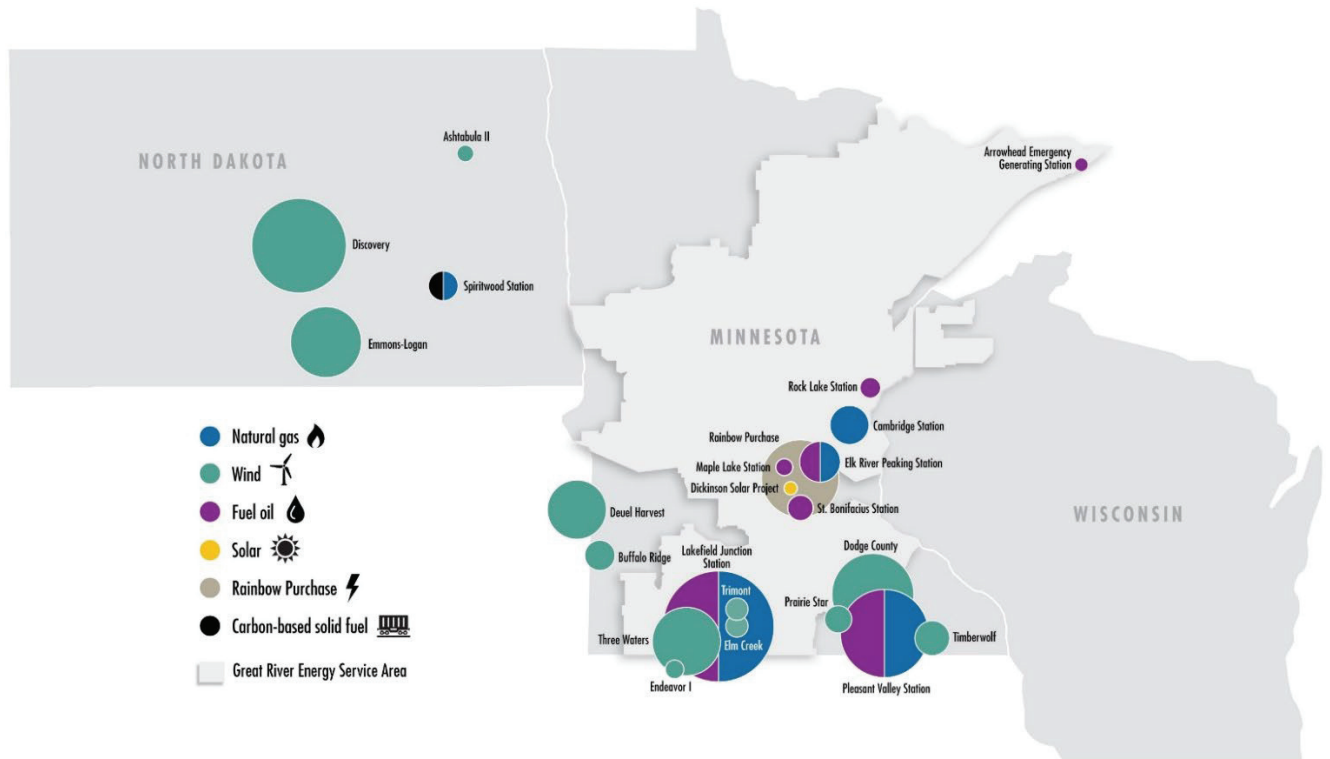 Ashtabula II
NORTH DAKOTA
Arrowhead Emergency
Generating Station
Discovery
Spiritwood Station
Emmons-Logan
MINNESOTA
Rock Lake Station
Cambridge Station
Natural gas
Rainbow Purchase
Wind
Maple Lake Station
Elk River Peaking Station
Dickinson Solar Project
Fuel oil
St. Bonifacius Station
Deuel Harvest
WISCONSIN
Solar
Buffalo Ridge
Lakefield Junction
Station
Dodge County
Rainbow Purchase
Trimont
Prairie Star
Carbon-based solid fuel
Three Waters
Elm Creek
Timberwolf
Great River Energy Service Area
Endeavor I
Pleasant Valley Station